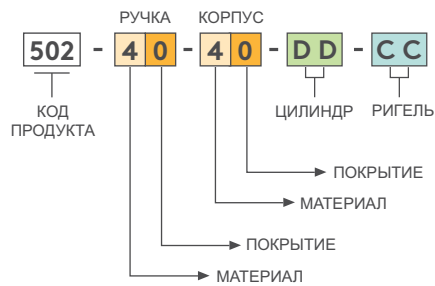 РУЧКА КОРПУС
502 - 4 0 - 4 0 - D D - C C
КОД
ПРОДУКТА
ЦИЛИНДР РИГЕЛЬ
ПОКРЫТИЕ
МАТЕРИАЛ
ПОКРЫТИЕ
МАТЕРИАЛ